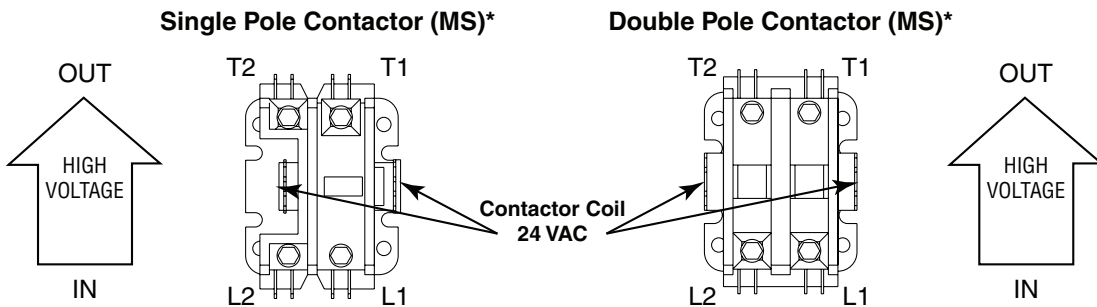 Single Pole Contactor (MS)*
Double Pole Contactor (MS)*
OUT
T2
T1
T2
T1
OUT
HIGH
VOLTAGE
HIGH
VOLTAGE
Contactor Coil
24 VAC
IN
L2
L1
L2
L1
IN